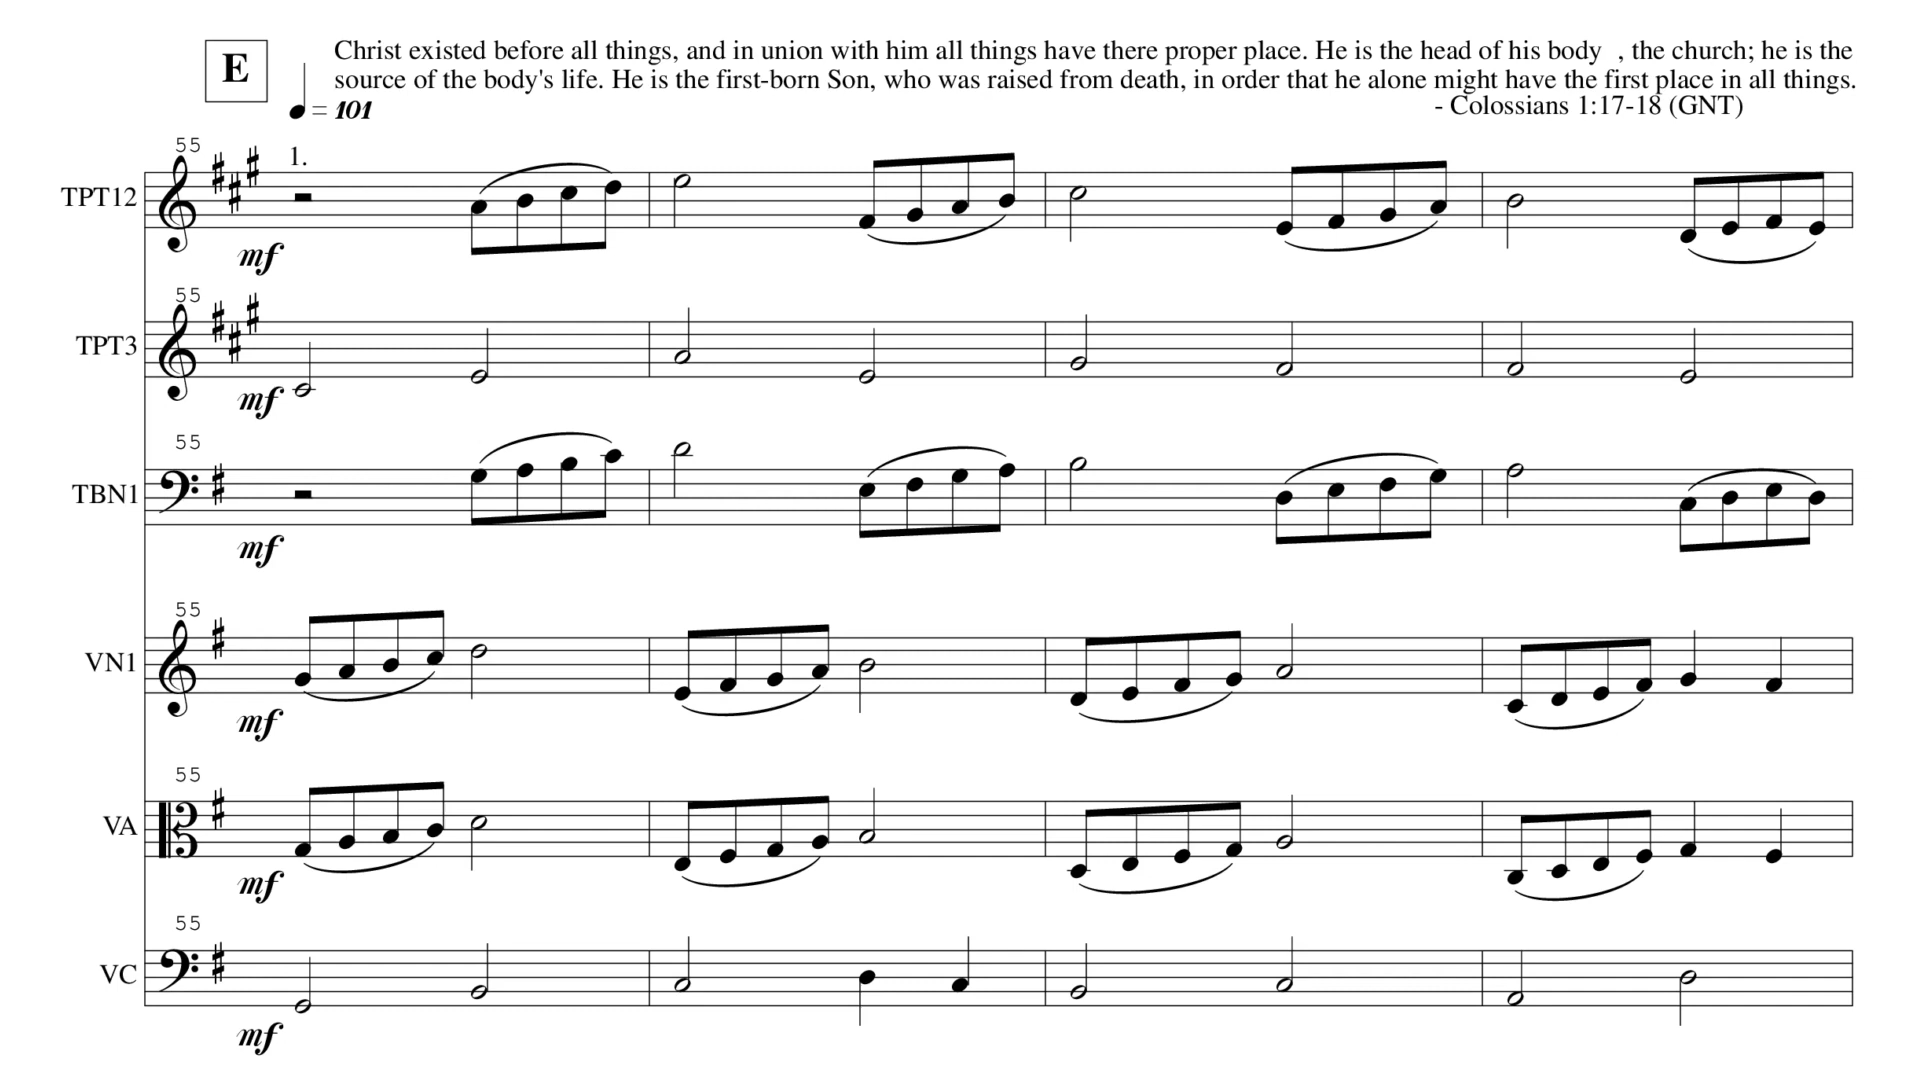 E
Christ existed before all things, and in union with him all things have there proper place. He is the head of his body , the church; he is the
source of the body's life. He is the first-born Son, who was raised from death, in order that he alone might have the first place in all things.
- Colossians 1:17-18 (GNT)
= 101
55
1.
TPT12
mf
55
TPT3
mf
55
TBN1
mf
55
VN1
mf
55
VA
mf
55
VC
mf